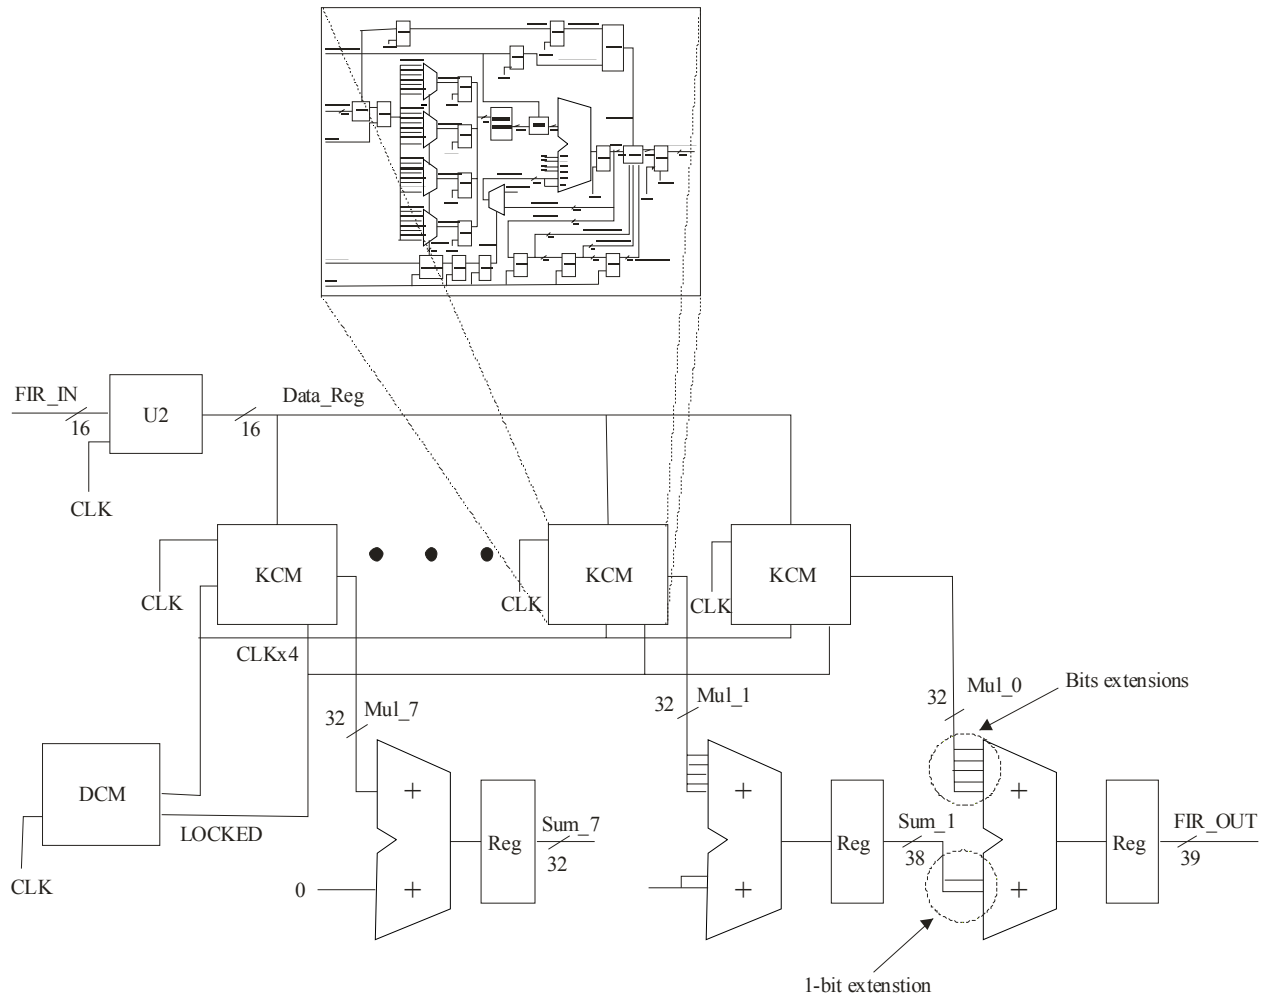 FIR_IN
16
U2
16
Data_Reg
CLK
KCM
KCM
KCM
CLK
CLK
CLK
CLKx4
32
Mul_7
32
Mul_1
32
Mul_0
Bits extensions
DCM
LOCKED
CLK
+
+
+
Reg
Sum_7
32
Reg
Sum_1
38
Reg
FIR_OUT
39
0
+
+
+
1-bit extenstion